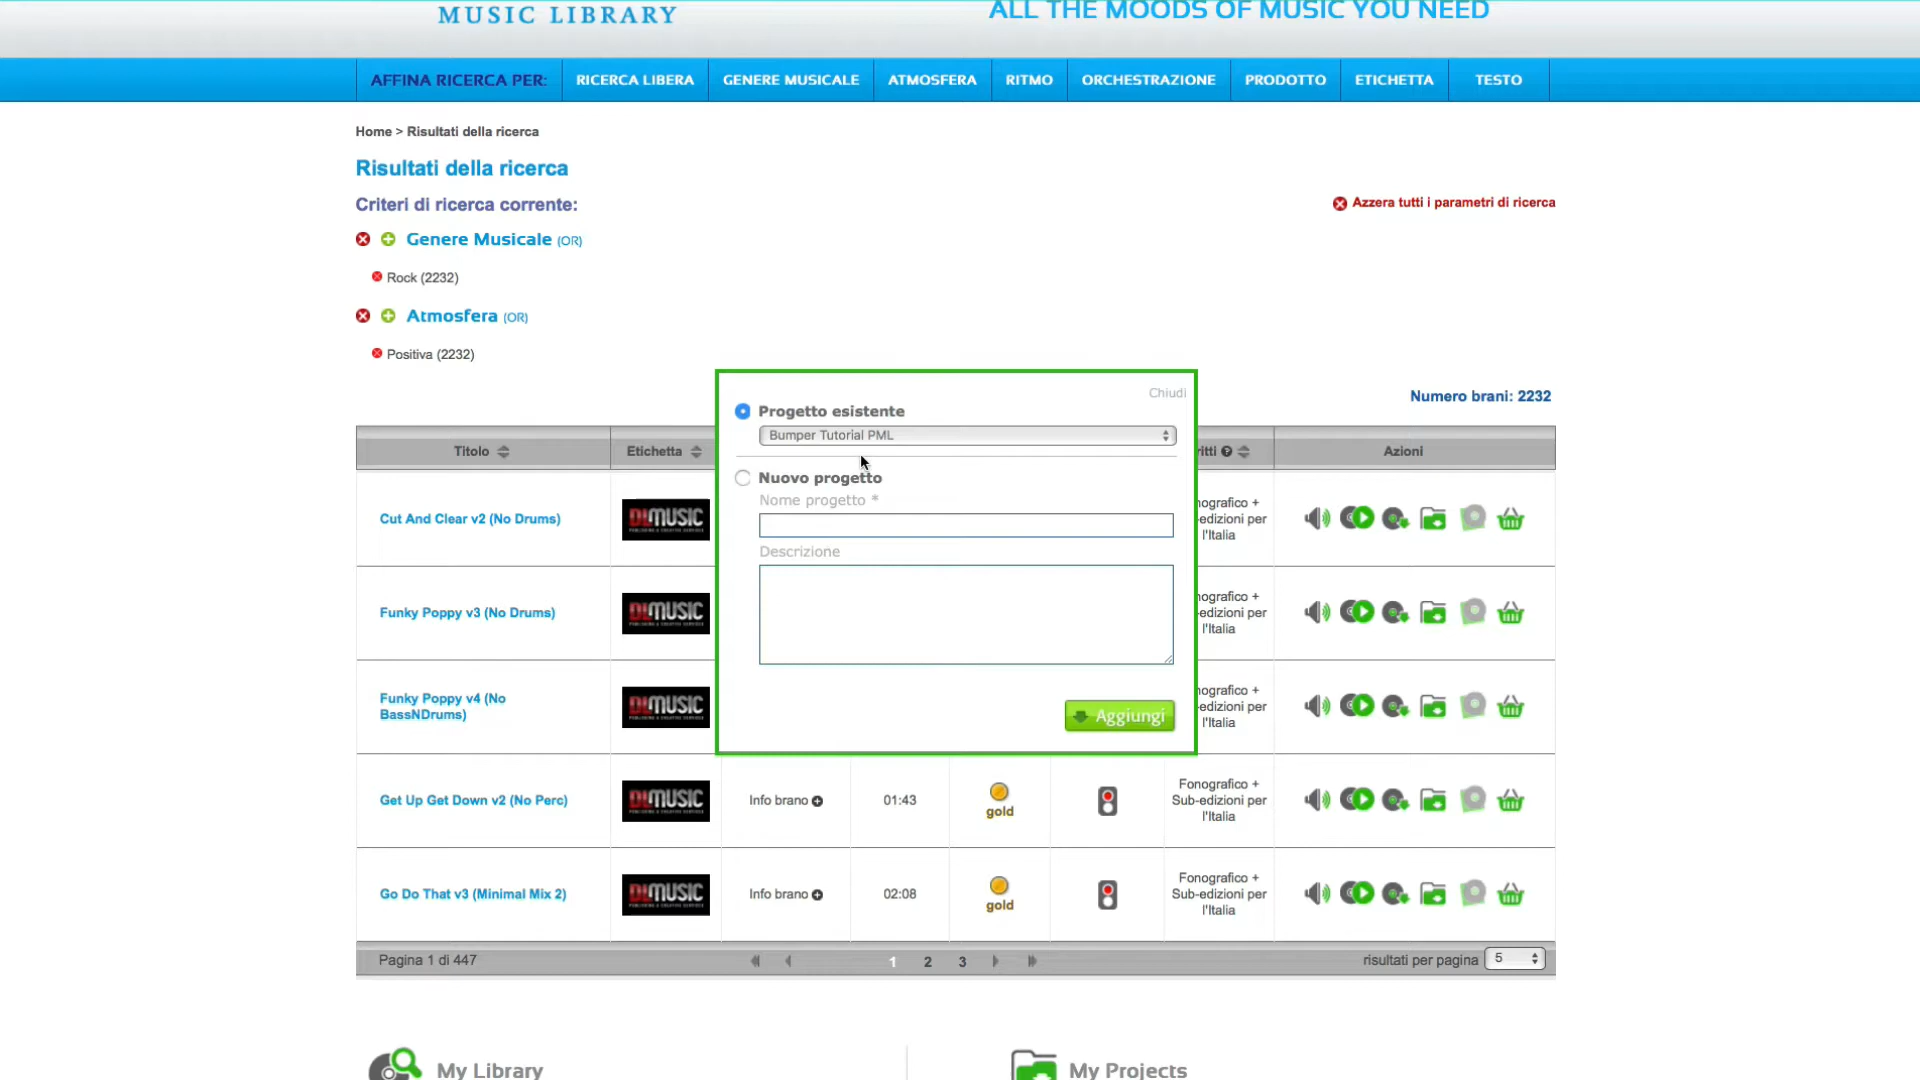 MUSIC LIBRARY
ALL THE MOODS OF MUSIC YOU NEED
AFFINA RICERCA PER: RICERCA LIBERA GENERE MUSICALE ATMOSFERA RITMO ORCHESTRAZIONE PRODOTTO ETICHETTA TESTO
Home > Risultati della ricerca
Risultati della ricerca
Criteri di ricerca corrente:
Azzera tutti i parametri di ricerca
Genere Musicale (OR)
Rock (2232)
Atmosfera (OR)
Positiva (2232)
Numero brani: 2232
Chiudi
Progetto esistente
Bumper Tutorial PML
Nuovo progetto
Nome progetto *
Descrizione
Aggiungi
Titolo Etichetta Azioni
Cut And Clear v2 (No Drums)
DMUSIC
l'Italia
Funky Poppy v3 (No Drums)
l'Italia
Funky Poppy v4 (No
BassNDrums)
l'Italia
Get Up Get Down v2 (No Perc)
Info brano
01:43
gold
Fonografico +
Sub-edizioni per
l'Italia
Go Do That v3 (Minimal Mix 2)
Info brano
02:08
gold
Fonografico +
Sub-edizioni per
l'Italia
Pagina 1 di 447
1 2 3
risultati per pagina 5
My Library
My Projects